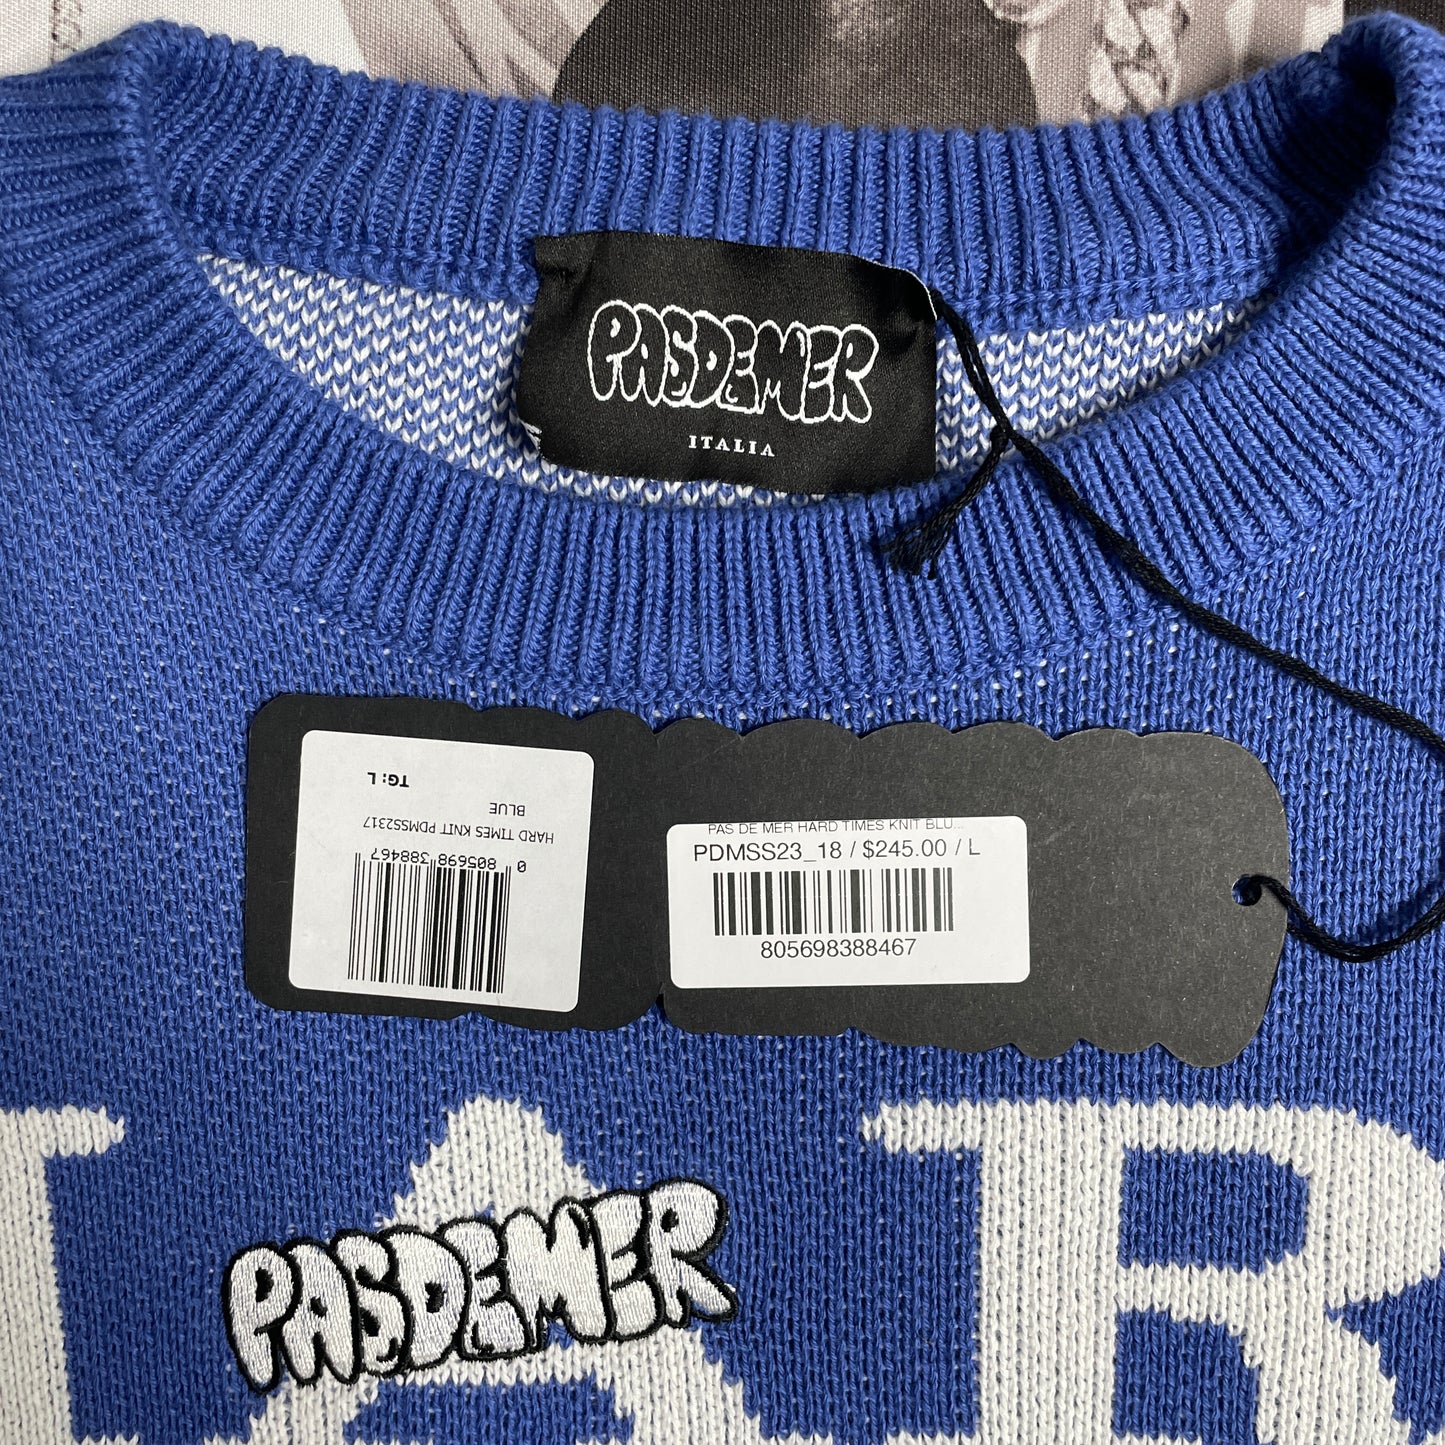 PASDEMER
ITALIA
TG: L
BLUE
HARD TIMES KNIT PDMSS2317
0 805698 388467
PAS DE MER HARD TIMES KNIT BLU...
PDMSS23_18 / $245.00 / L
805698388467
PASDEMER
AR